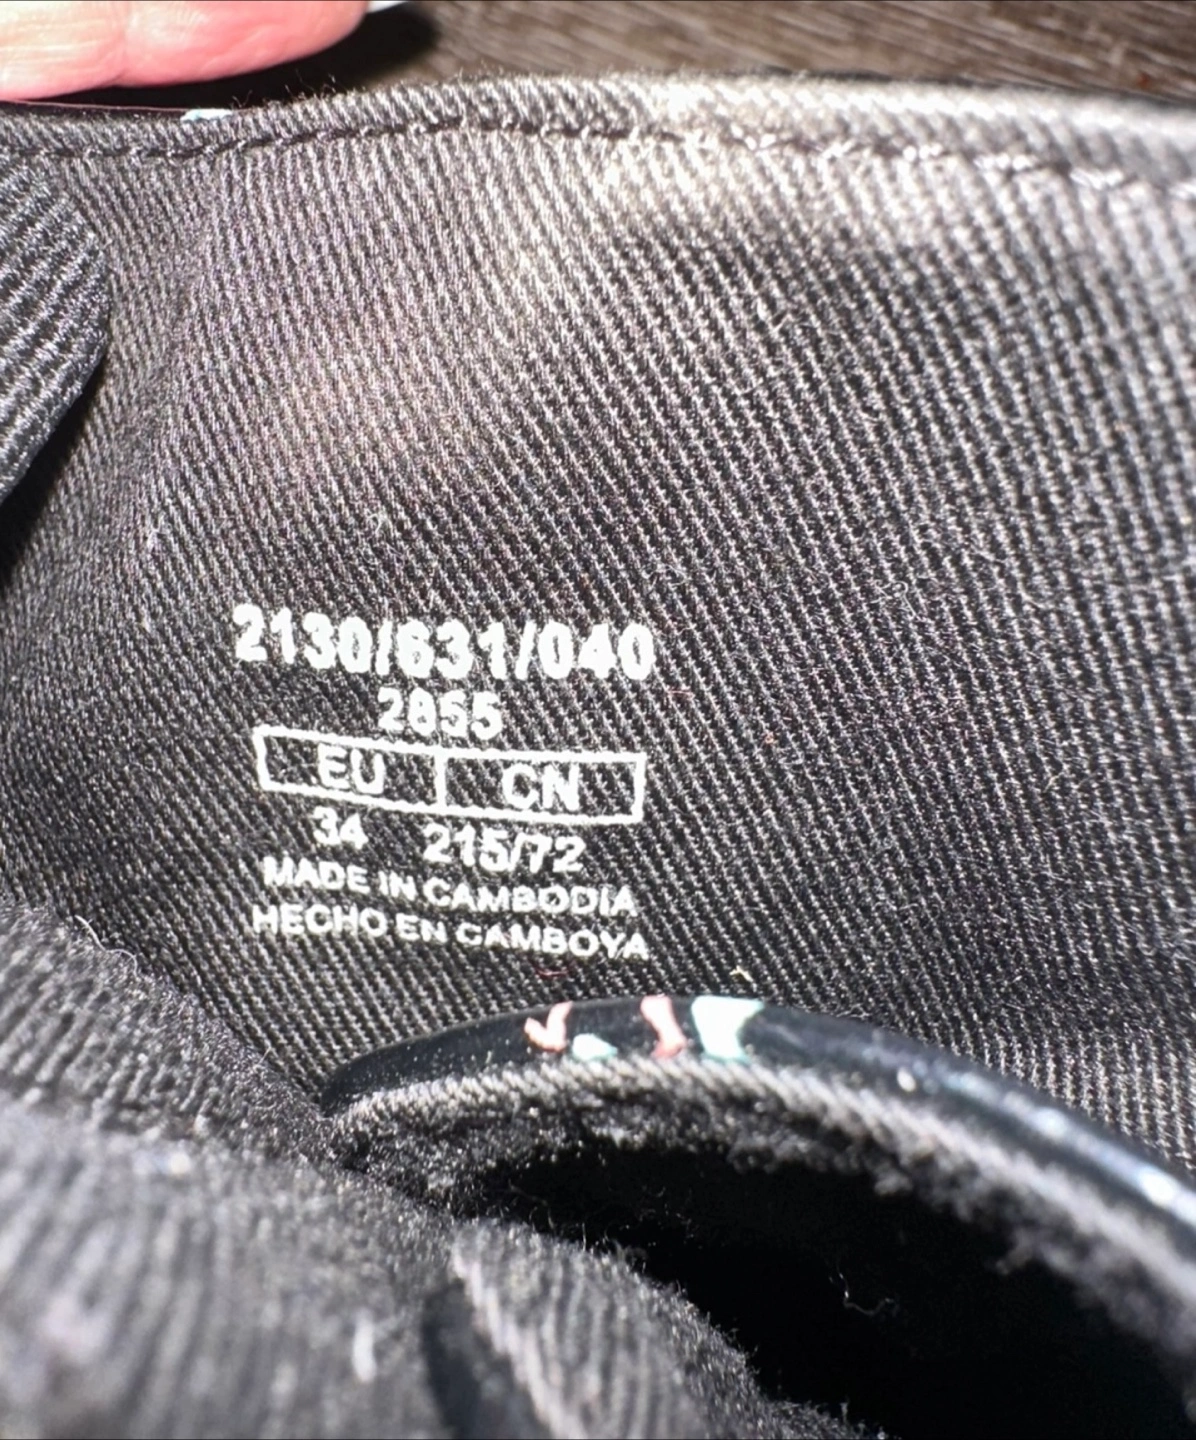 2130/631/040
2855
EU CN
34 215/72
MADE IN CAMBODIA
HECHO EN CAMBOYA